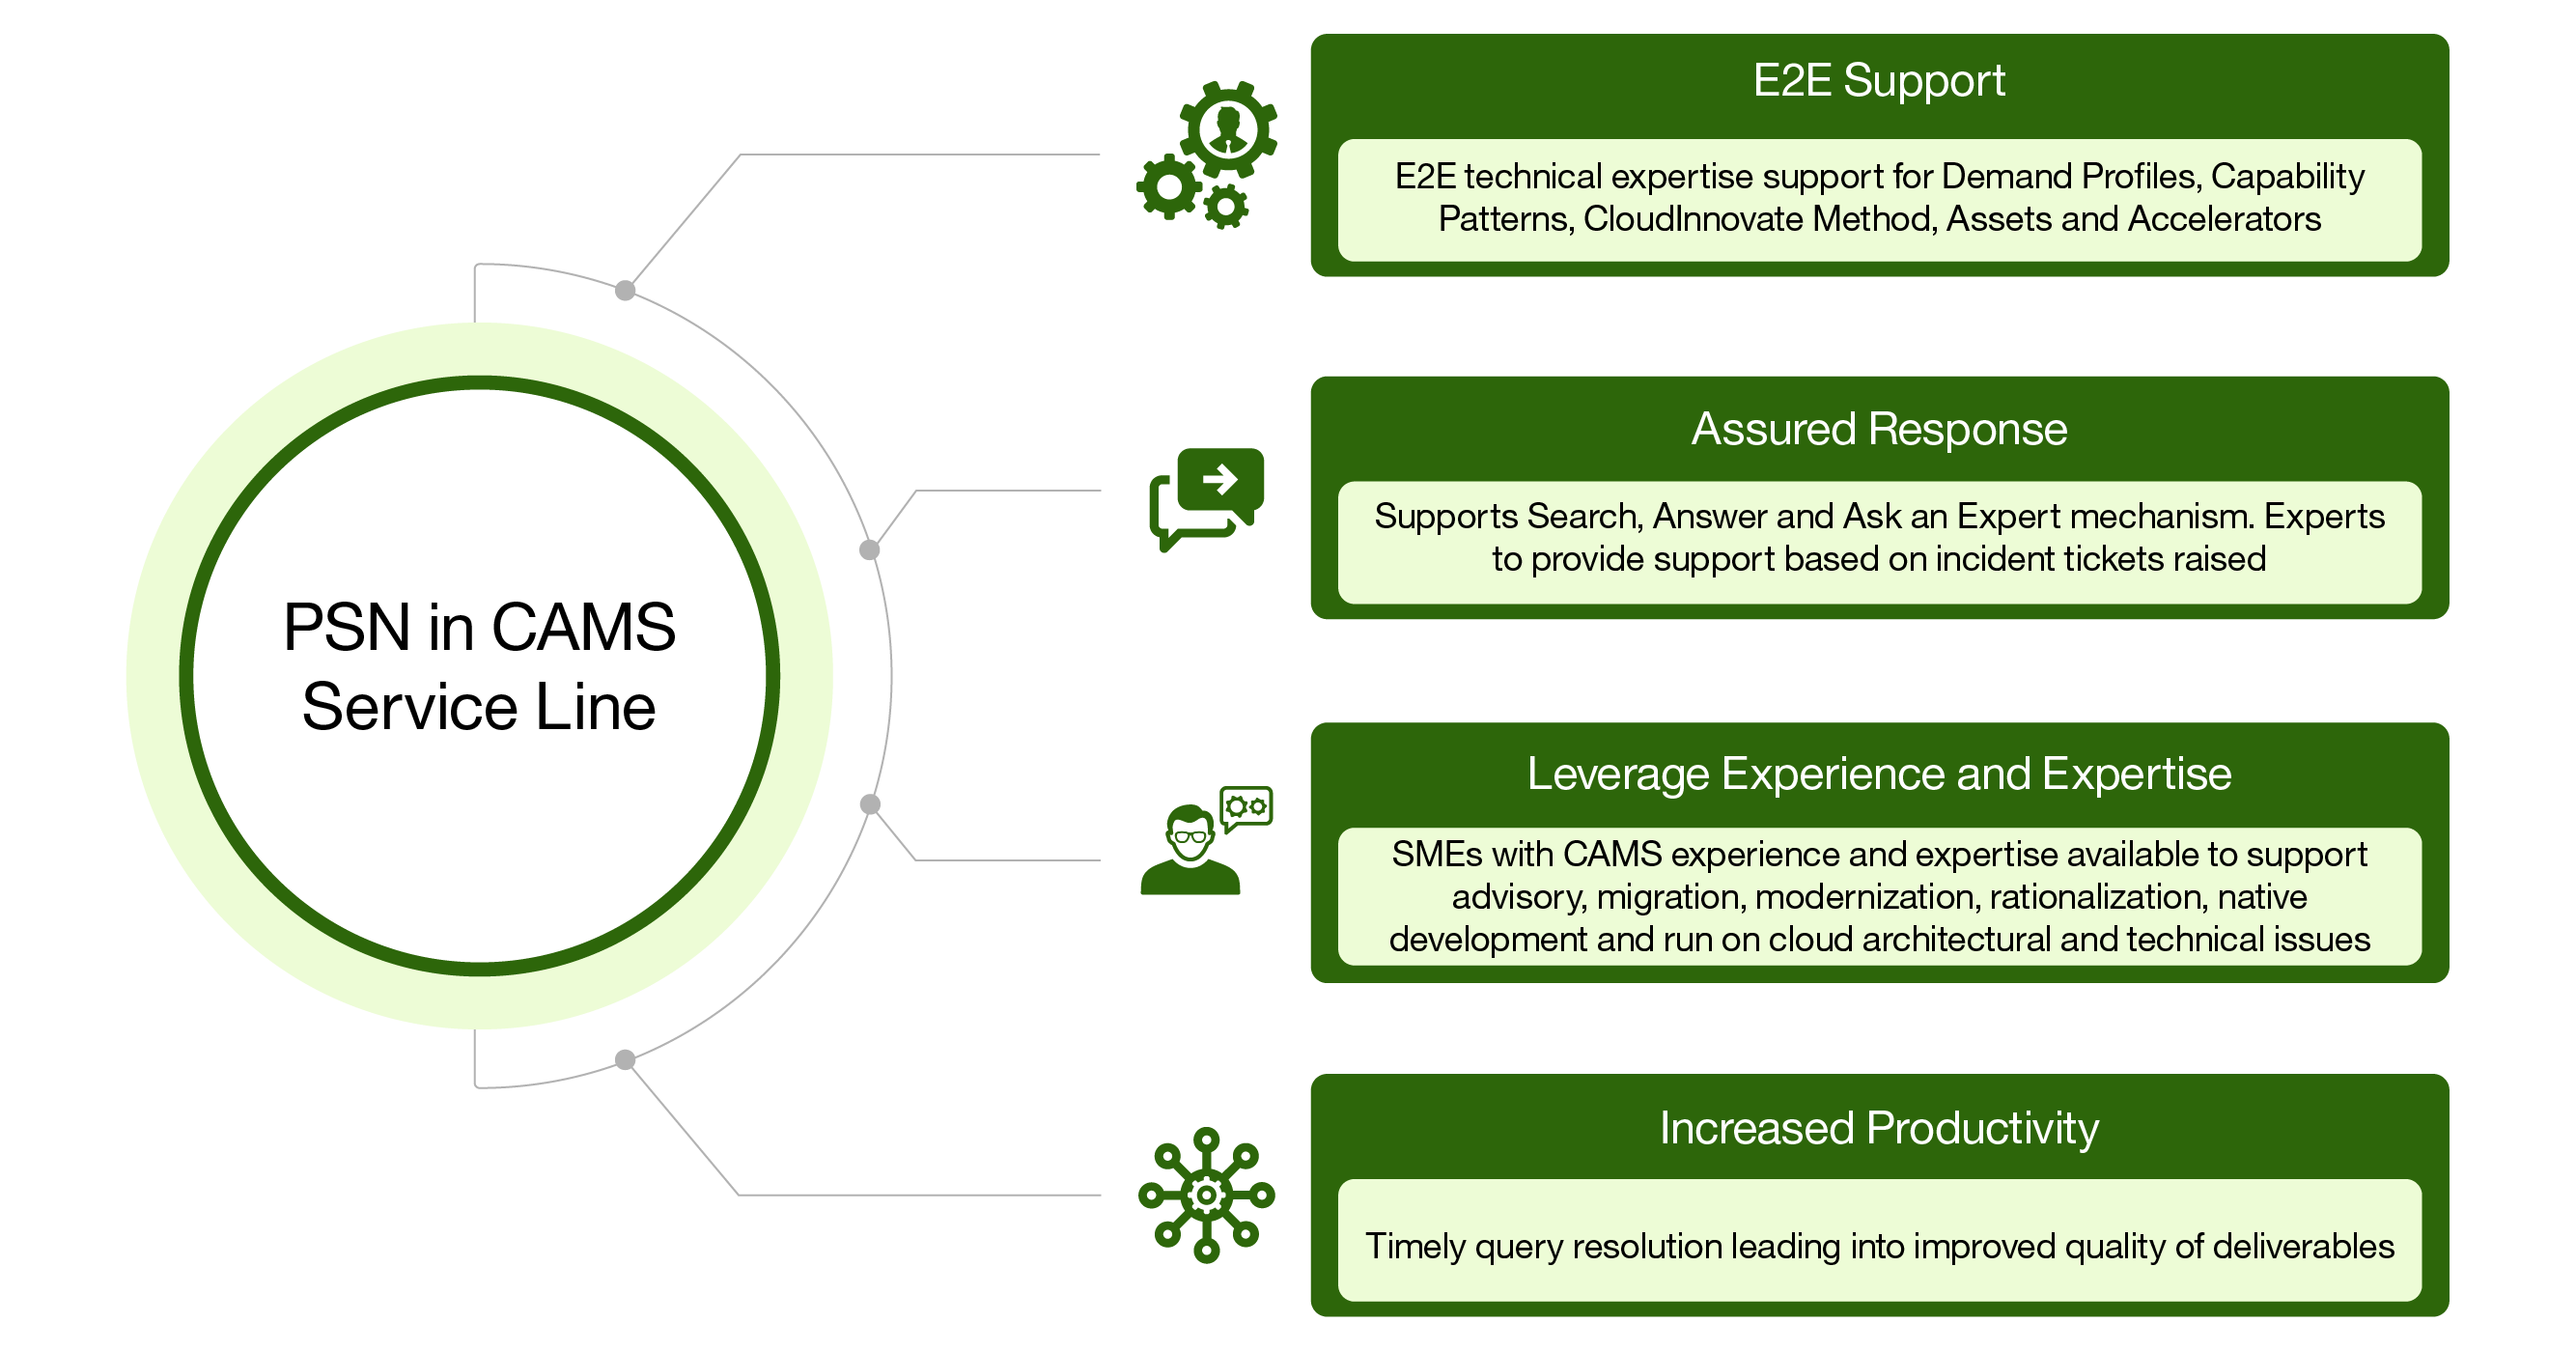 PSN in CAMS
Service Line
E2E Support
E2E technical expertise support for Demand Profiles, Capability
Patterns, CloudInnovate Method, Assets and Accelerators
Assured Response
Supports Search, Answer and Ask an Expert mechanism. Experts
to provide support based on incident tickets raised
Leverage Experience and Expertise
SMEs with CAMS experience and expertise available to support
advisory, migration, modernization, rationalization, native
development and run on cloud architectural and technical issues
Increased Productivity
Timely query resolution leading into improved quality of deliverables